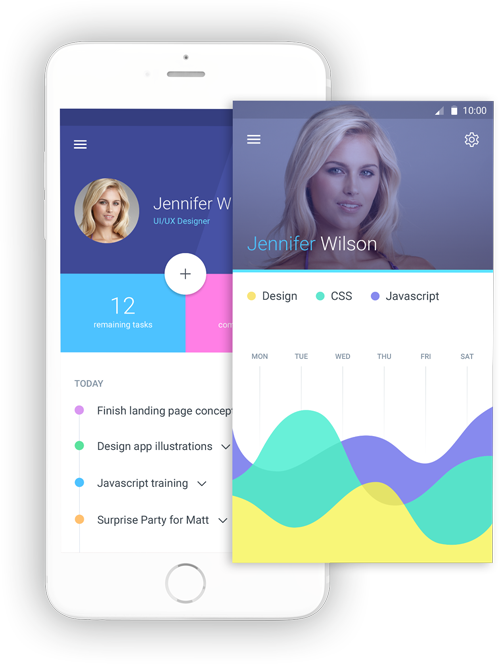 Jennifer W
UI/UX Designer
12
remaining tasks
TODAY
Finish landing page concept
Design app illustrations
Javascript training
Surprise Party for Matt
10:00
Jennifer Wilson
Design
CSS
Javascript
MON TUE WED THU FRI SAT